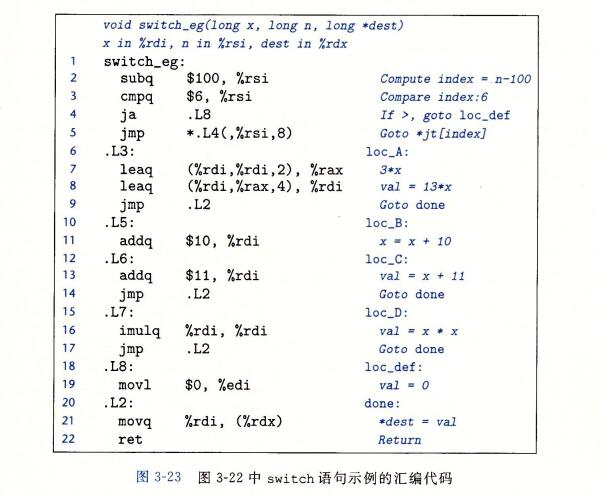 void switch_eg(long x, long n, long *dest)
x in %rdi, n in %rsi, dest in %rdx
1 switch_eg:
2 subq $100, %rsi Compute index = n-100
3 cmpq $6, %rsi Compare index:6
4 ja .L8 If >, goto loc_def
5 jmp *.L4(,%rsi,8) Goto *jt[index]
6 .L3: loc_A:
7 leaq (%rdi,%rdi,2), %rax 3*x
8 leaq (%rdi,%rax,4), %rdi val = 13*x
9 jmp .L2 Goto done
10 .L5: loc_B:
11 addq $10, %rdi x = x + 10
12 .L6: loc_C:
13 addq $11, %rdi val = x + 11
14 jmp .L2 Goto done
15 .L7: loc_D:
16 imulq %rdi, %rdi val = x * x
17 jmp .L2 Goto done
18 .L8: loc_def:
19 movl $0, %edi val = 0
20 .L2: done:
21 movq %rdi, (%rdx) *dest = val
22 ret Return
图 3-23 图 3-22 中 switch 语句示例的汇编代码